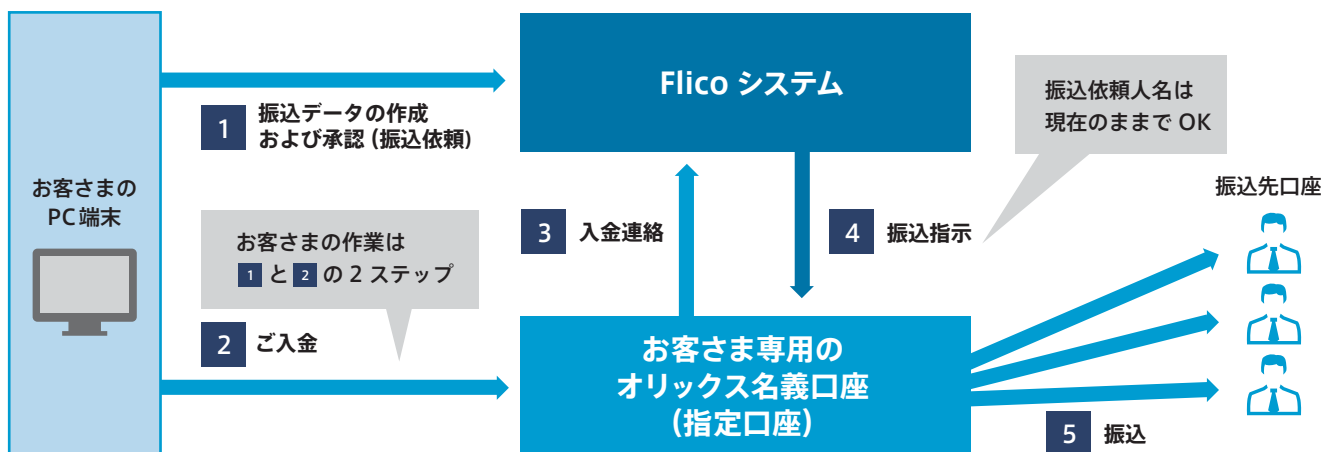 お客さまの
PC端末
1 振込データの作成
および承認(振込依頼)
Flico システム
振込依頼人名は
現在のままで OK
お客さまの作業は
1 と 2 の 2 ステップ
2 ご入金
3 入金連絡
4 振込指示
お客さま専用の
オリックス名義口座
(指定口座)
振込先口座
5 振込